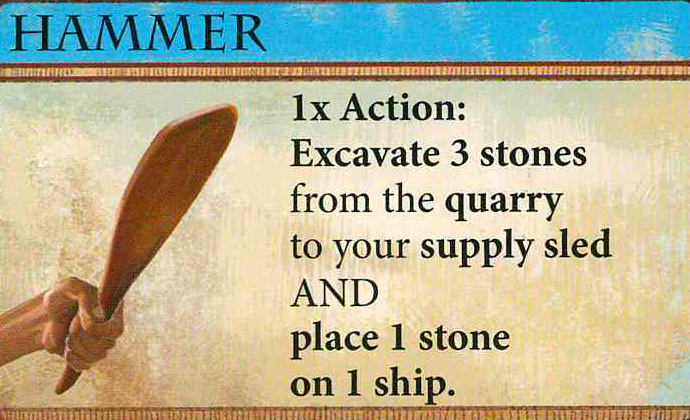 HAMMER
1x Action:
Excavate 3 stones
from the quarry
to your supply sled
AND
place 1 stone
on 1 ship.